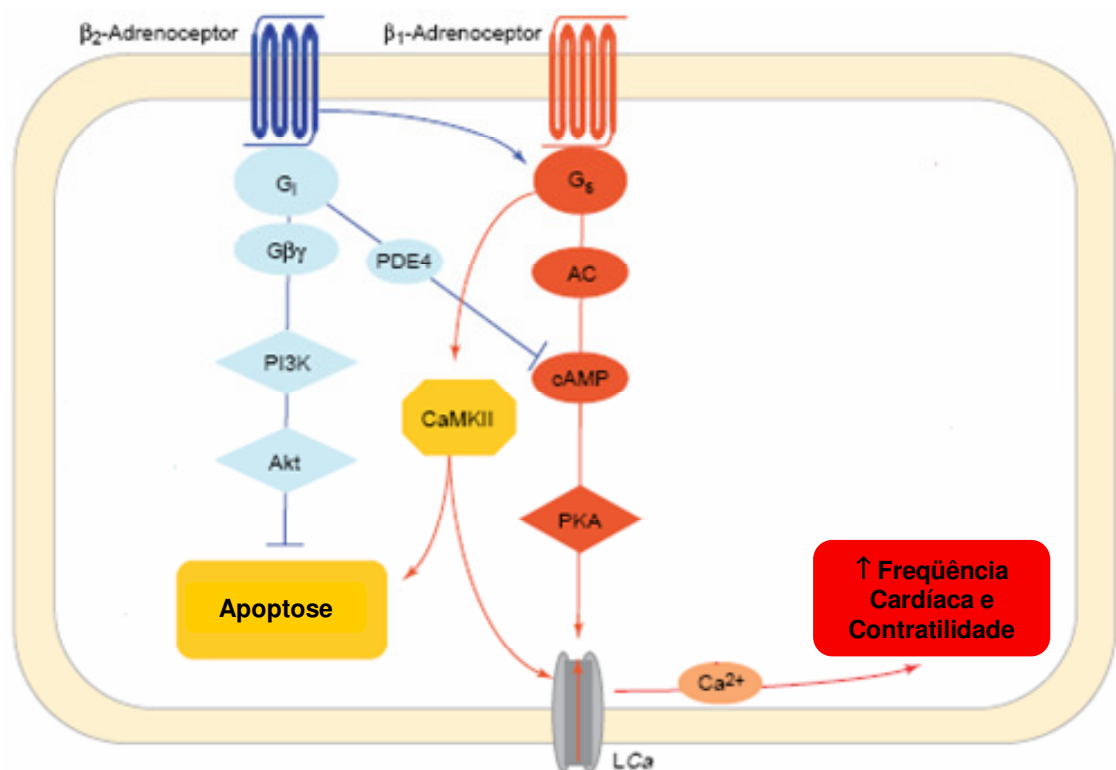 β₂-Adrenoceptor
β₁-Adrenoceptor
Gᵢ
Gₛ
Gβγ
PDE4
AC
PI3K
cAMP
CaMKII
Akt
PKA
Apoptose
↑ Freqüência
Cardíaca e
Contratilidade
Ca²⁺
LCa